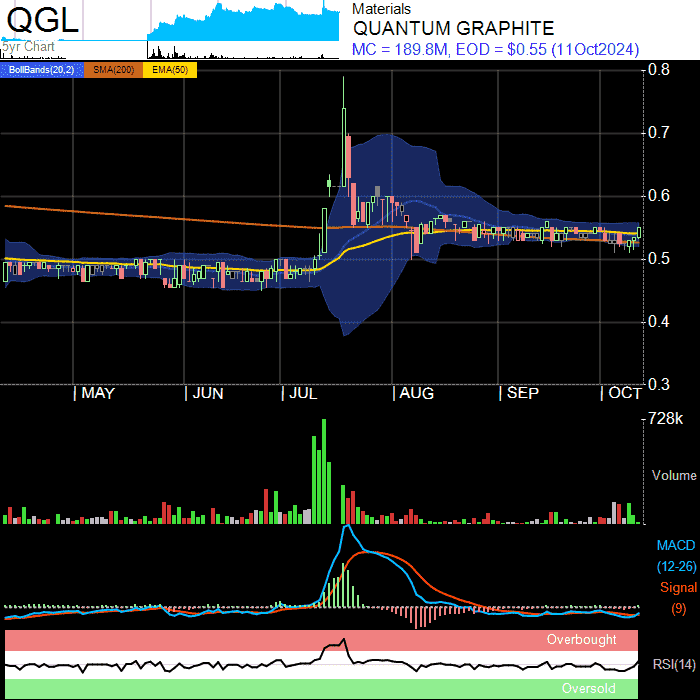 QGL
5yr Chart
Materials
QUANTUM GRAPHITE
MC = 189.8M, EOD = $0.55 (11Oct2024)
BollBands(20,2) SMA(200) EMA(50)
0.8
0.7
0.6
0.5
0.4
0.3
MAY JUN JUL AUG SEP OCT
728k
Volume
MACD
(12-26)
Signal
(9)
Overbought
RSI(14)
Oversold